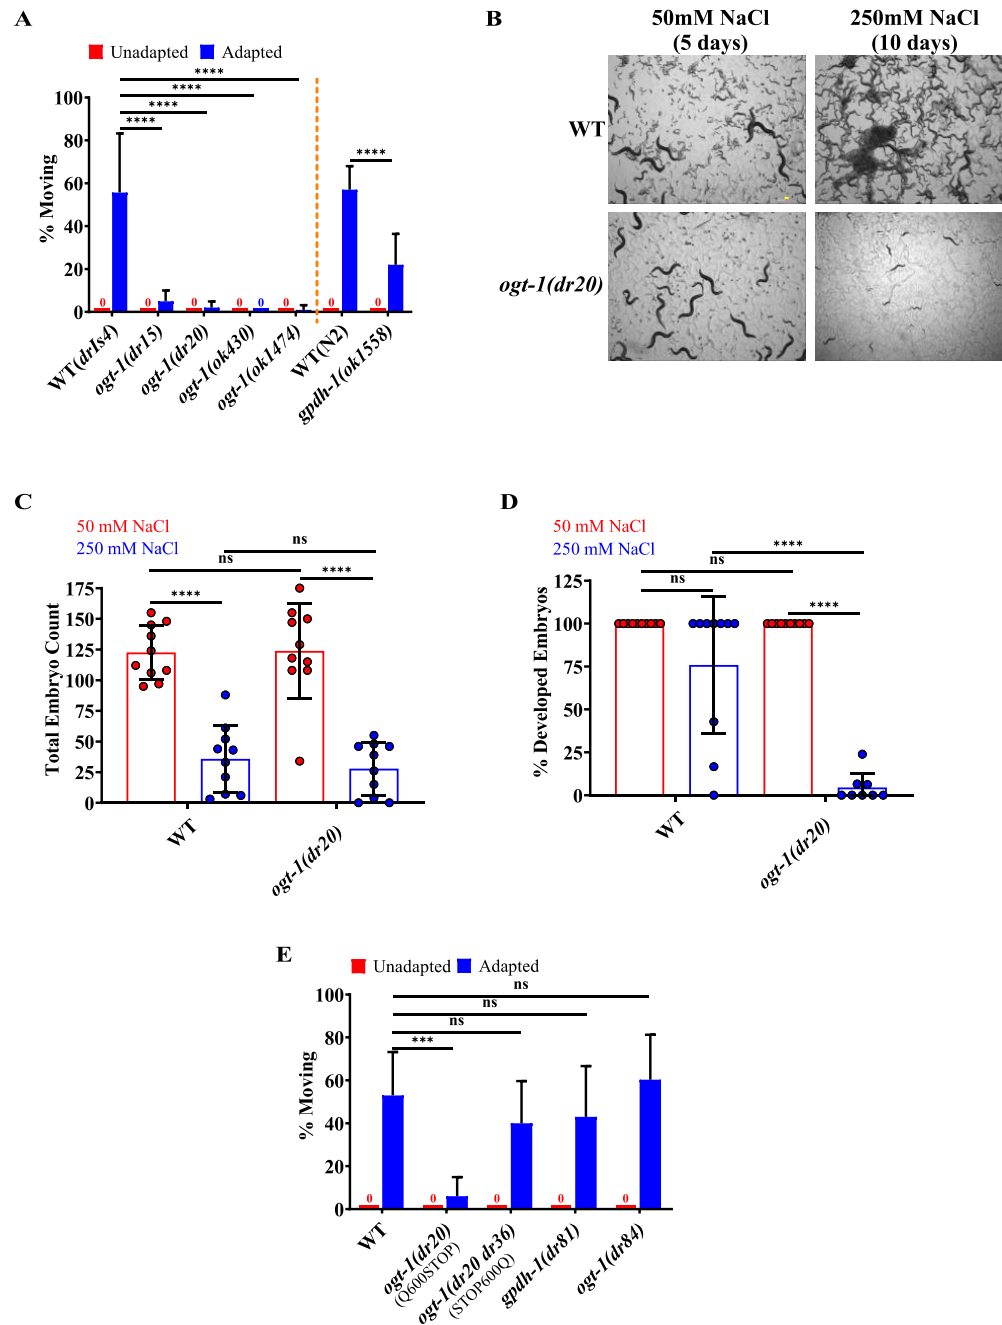 A
Unadapted Adapted
****
****
****
****
****
% Moving
100
80
60
40
20
0
0 0 0 0 0 0 0 0
WT(drIs4)
ogt-1(dr15)
ogt-1(dr20)
ogt-1(ok430)
ogt-1(ok1474)
WT(N2)
gpdh-1(ok1558)
B
50mM NaCl
(5 days)
250mM NaCl
(10 days)
WT
ogt-1(dr20)
C
50 mM NaCl
250 mM NaCl
ns
ns
**** ****
Total Embryo Count
175
150
125
100
75
50
25
0
WT
ogt-1(dr20)
D
50 mM NaCl
250 mM NaCl
****
ns
ns
****
% Developed Embryos
125
100
75
50
25
0
WT
ogt-1(dr20)
E
Unadapted Adapted
ns
ns
ns
***
% Moving
100
80
60
40
20
0
0 0 0 0 0
WT
ogt-1(dr20)
(Q600STOP)
ogt-1(dr20 dr36)
(STOP600Q)
gpdh-1(dr81)
ogt-1(dr84)